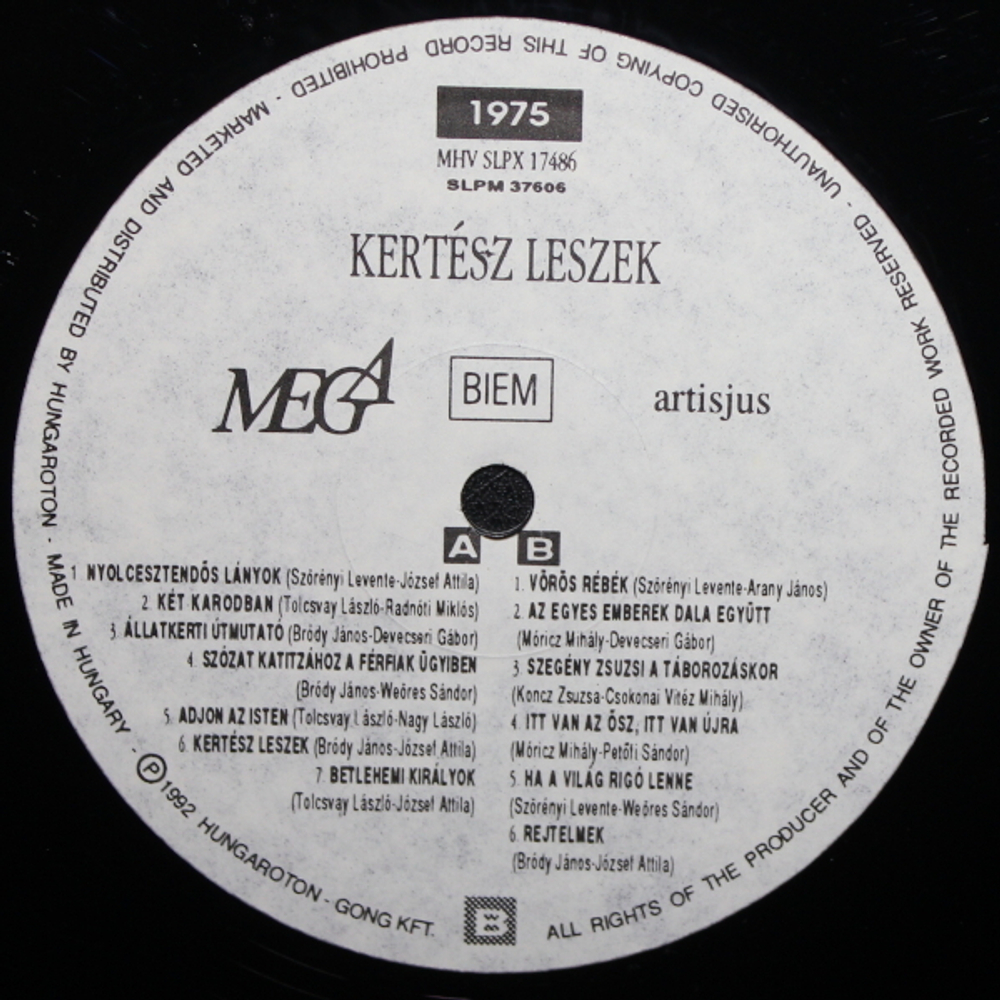 1975
MHV SLPX 17486
SLPM 37606
KERTÉSZ LESZEK
MEGA
BIEM
artisjus
A
1 NYOLCESZTENDŐS LÁNYOK (Szörényi Levente-József Attila)
2. KÉT KARODBAN (Tolcsvay László-Radnóti Miklós)
3. ÁLLATKERTI ÚTMUTATÓ (Bródy János-Devecseri Gábor)
4. SZÓZAT KATITZÁHOZ A FÉRFIAK ÜGYIBEN
(Bródy János-Weöres Sándor)
5. ADJON AZ ISTEN (Tolcsvay László-Nagy László)
6. KERTÉSZ LESZEK (Bródy János-József Attila)
7. BETLEHEMI KIRÁLYOK
(Tolcsvay László-József Attila)
B
1. VÖRÖS RÉBÉK (Szörényi Levente-Arany János)
2. AZ EGYES EMBEREK DALA EGYÜTT
(Móricz Mihály-Devecseri Gábor)
3. SZEGÉNY ZSUZSI A TÁBOROZÁSKOR
(Koncz Zsuzsa-Csokonai Vitéz Mihály)
4. ITT VAN AZ ŐSZ, ITT VAN ÚJRA
(Móricz Mihály-Petőfi Sándor)
5. HA A VILÁG RIGÓ LENNE
(Szörényi Levente-Weöres Sándor)
6. REJTELMEK
(Bródy János-József Attila)
ALL RIGHTS OF THE PRODUCER AND OF THE OWNER OF THE RECORDED WORK RESERVED - UNAUTHORISED COPYING OF THIS RECORD PROHIBITED - MARKETED AND DISTRIBUTED BY HUNGAROTON - MADE IN HUNGARY - Ⓟ1992 HUNGAROTON - GONG KFT.